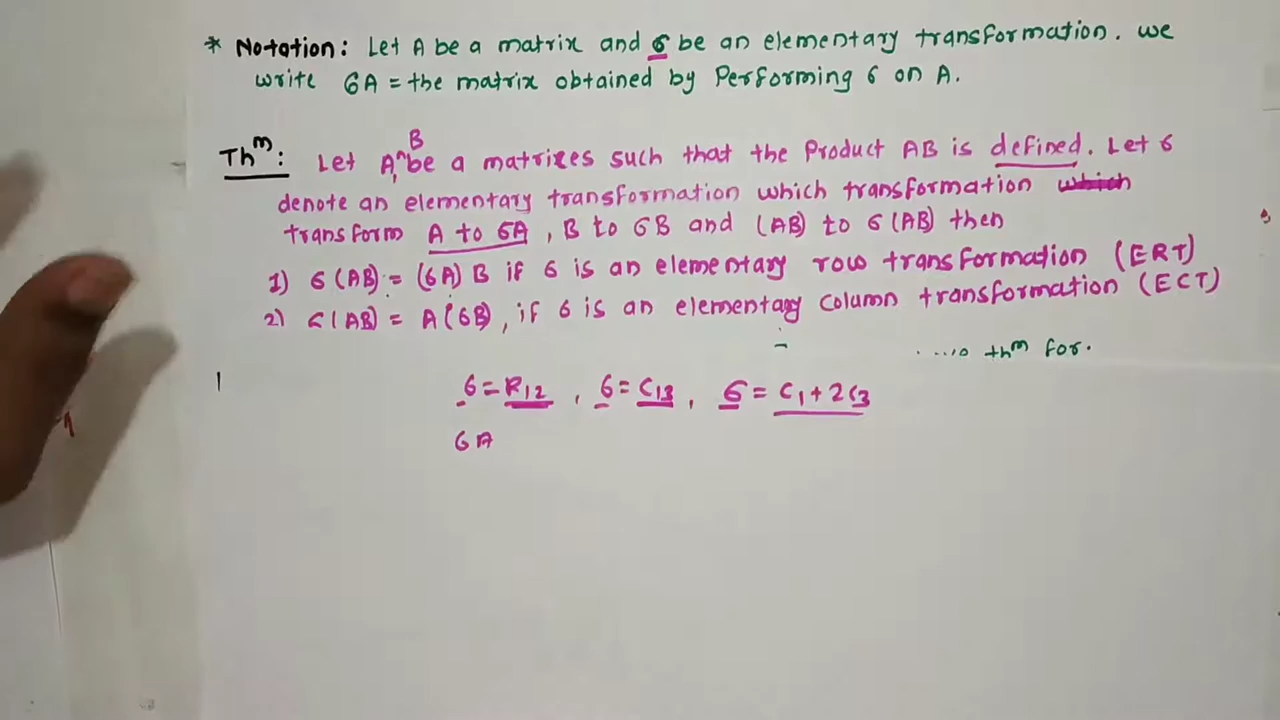 * Notation: Let A be a matrix and σ be an elementary transformation. we
write σA = the matrix obtained by Performing σ on A.
Thm: Let A, B be a matrixes such that the Product AB is defined. Let σ
denote an elementary transformation which transformation which
transform A to σA, B to σB and (AB) to σ(AB) then
1) σ(AB) = (σA) B if σ is an elementary row transformation (ERT)
2) σ(AB) = A(σB), if σ is an elementary column transformation (ECT)
thm for.
σ = R12, σ = C13, σ = C1 + 2C3
σA